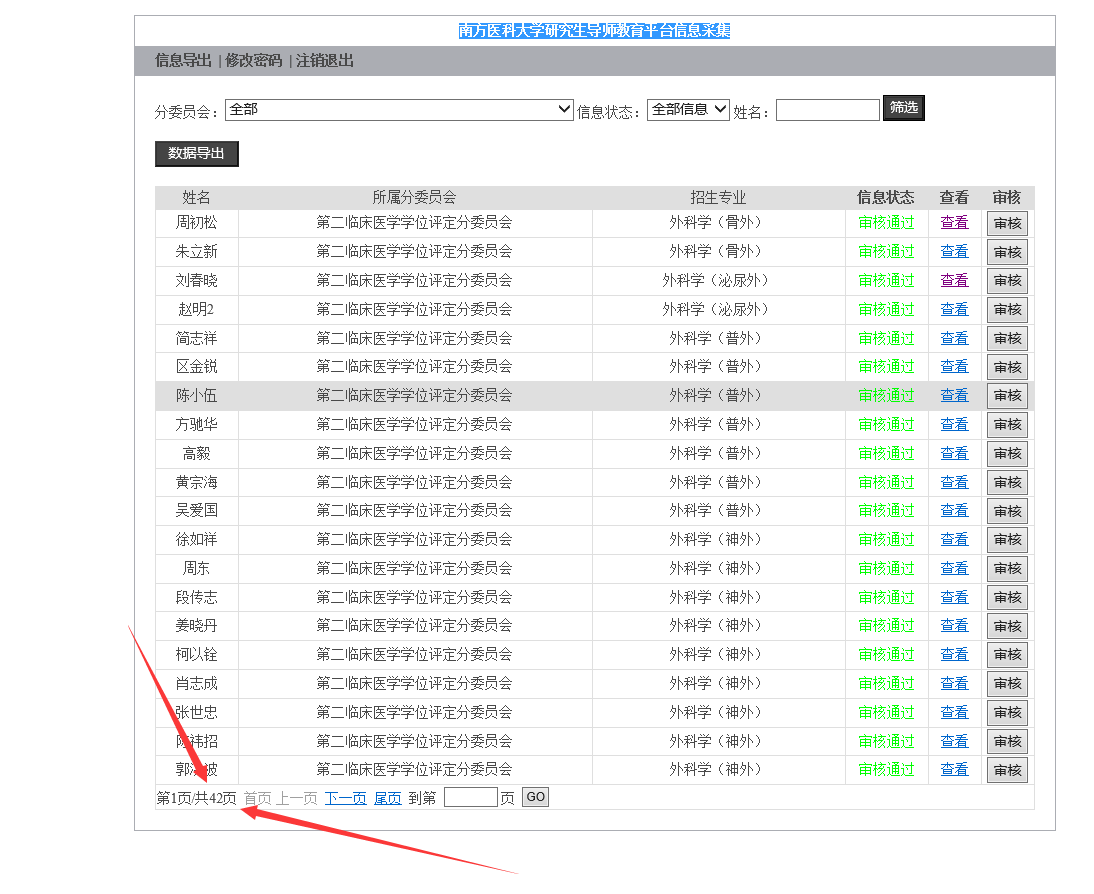 南方医科大学研究生导师教育平台信息采集
信息导出 | 修改密码 | 注销退出
分委员会： 全部 信息状态： 全部信息 姓名： 筛选
数据导出
姓名 所属分委员会 招生专业 信息状态 查看 审核
周初松 第二临床医学学位评定分委员会 外科学（骨外） 审核通过 查看 审核
朱立新 第二临床医学学位评定分委员会 外科学（骨外） 审核通过 查看 审核
刘春晓 第二临床医学学位评定分委员会 外科学（泌尿外） 审核通过 查看 审核
赵明2 第二临床医学学位评定分委员会 外科学（泌尿外） 审核通过 查看 审核
简志祥 第二临床医学学位评定分委员会 外科学（普外） 审核通过 查看 审核
区金锐 第二临床医学学位评定分委员会 外科学（普外） 审核通过 查看 审核
陈小伍 第二临床医学学位评定分委员会 外科学（普外） 审核通过 查看 审核
方驰华 第二临床医学学位评定分委员会 外科学（普外） 审核通过 查看 审核
高毅 第二临床医学学位评定分委员会 外科学（普外） 审核通过 查看 审核
黄宗海 第二临床医学学位评定分委员会 外科学（普外） 审核通过 查看 审核
吴爱国 第二临床医学学位评定分委员会 外科学（普外） 审核通过 查看 审核
徐如祥 第二临床医学学位评定分委员会 外科学（神外） 审核通过 查看 审核
周东 第二临床医学学位评定分委员会 外科学（神外） 审核通过 查看 审核
段传志 第二临床医学学位评定分委员会 外科学（神外） 审核通过 查看 审核
姜晓丹 第二临床医学学位评定分委员会 外科学（神外） 审核通过 查看 审核
柯以铨 第二临床医学学位评定分委员会 外科学（神外） 审核通过 查看 审核
肖志成 第二临床医学学位评定分委员会 外科学（神外） 审核通过 查看 审核
张世忠 第二临床医学学位评定分委员会 外科学（神外） 审核通过 查看 审核
祎招 第二临床医学学位评定分委员会 外科学（神外） 审核通过 查看 审核
郭 波 第二临床医学学位评定分委员会 外科学（神外） 审核通过 查看 审核
第1页/共42页 首页 上一页 下一页 尾页 到第 页 GO